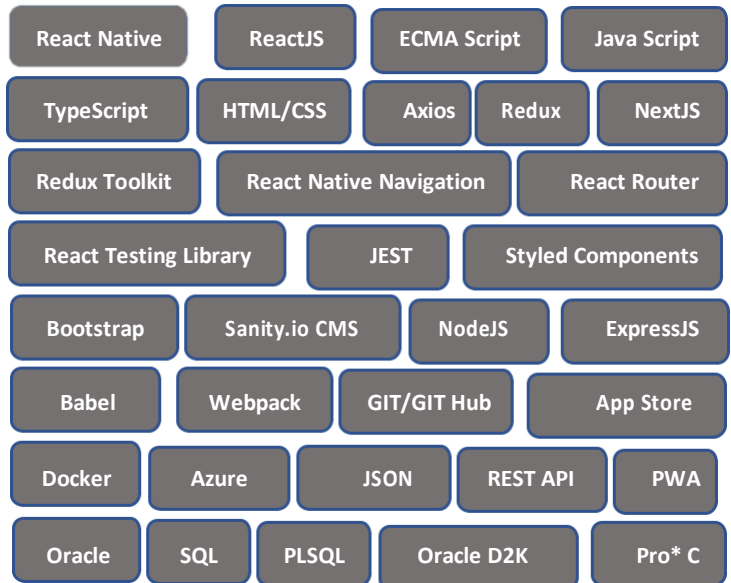 React Native ReactJS ECMA Script Java Script
TypeScript HTML/CSS Axios Redux NextJS
Redux Toolkit React Native Navigation React Router
React Testing Library JEST Styled Components
Bootstrap Sanity.io CMS NodeJS ExpressJS
Babel Webpack GIT/GIT Hub App Store
Docker Azure JSON REST API PWA
Oracle SQL PLSQL Oracle D2K Pro* C